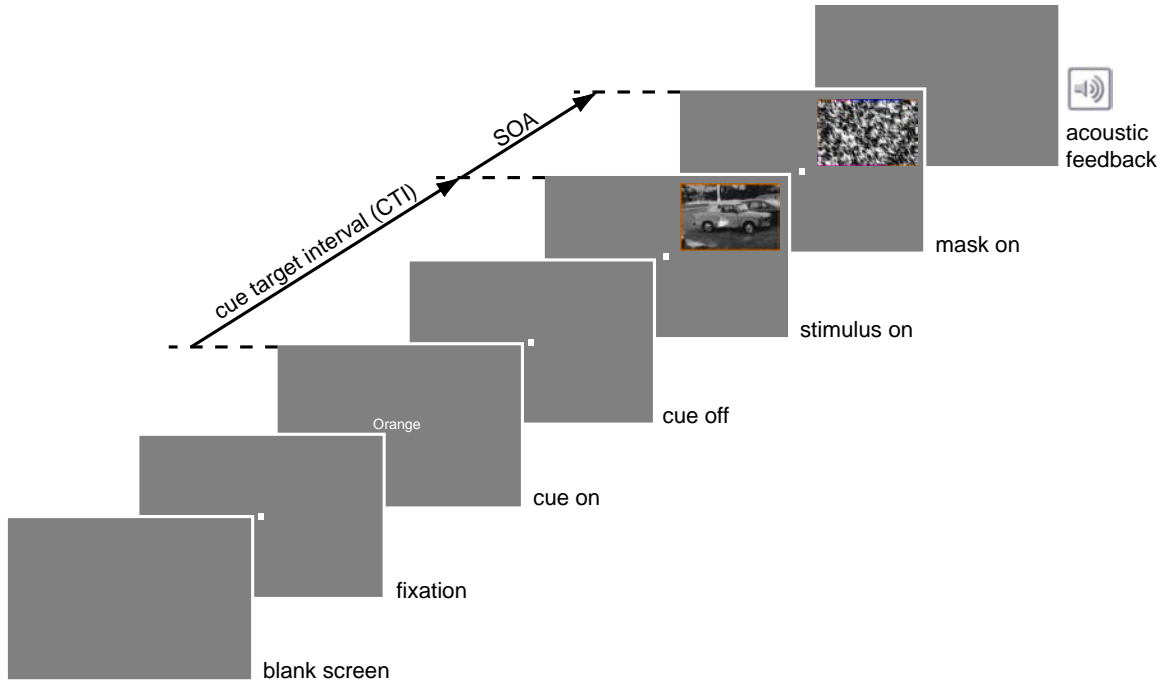 acoustic
feedback
SOA
mask on
cue target interval (CTI)
stimulus on
cue off
Orange
cue on
fixation
blank screen